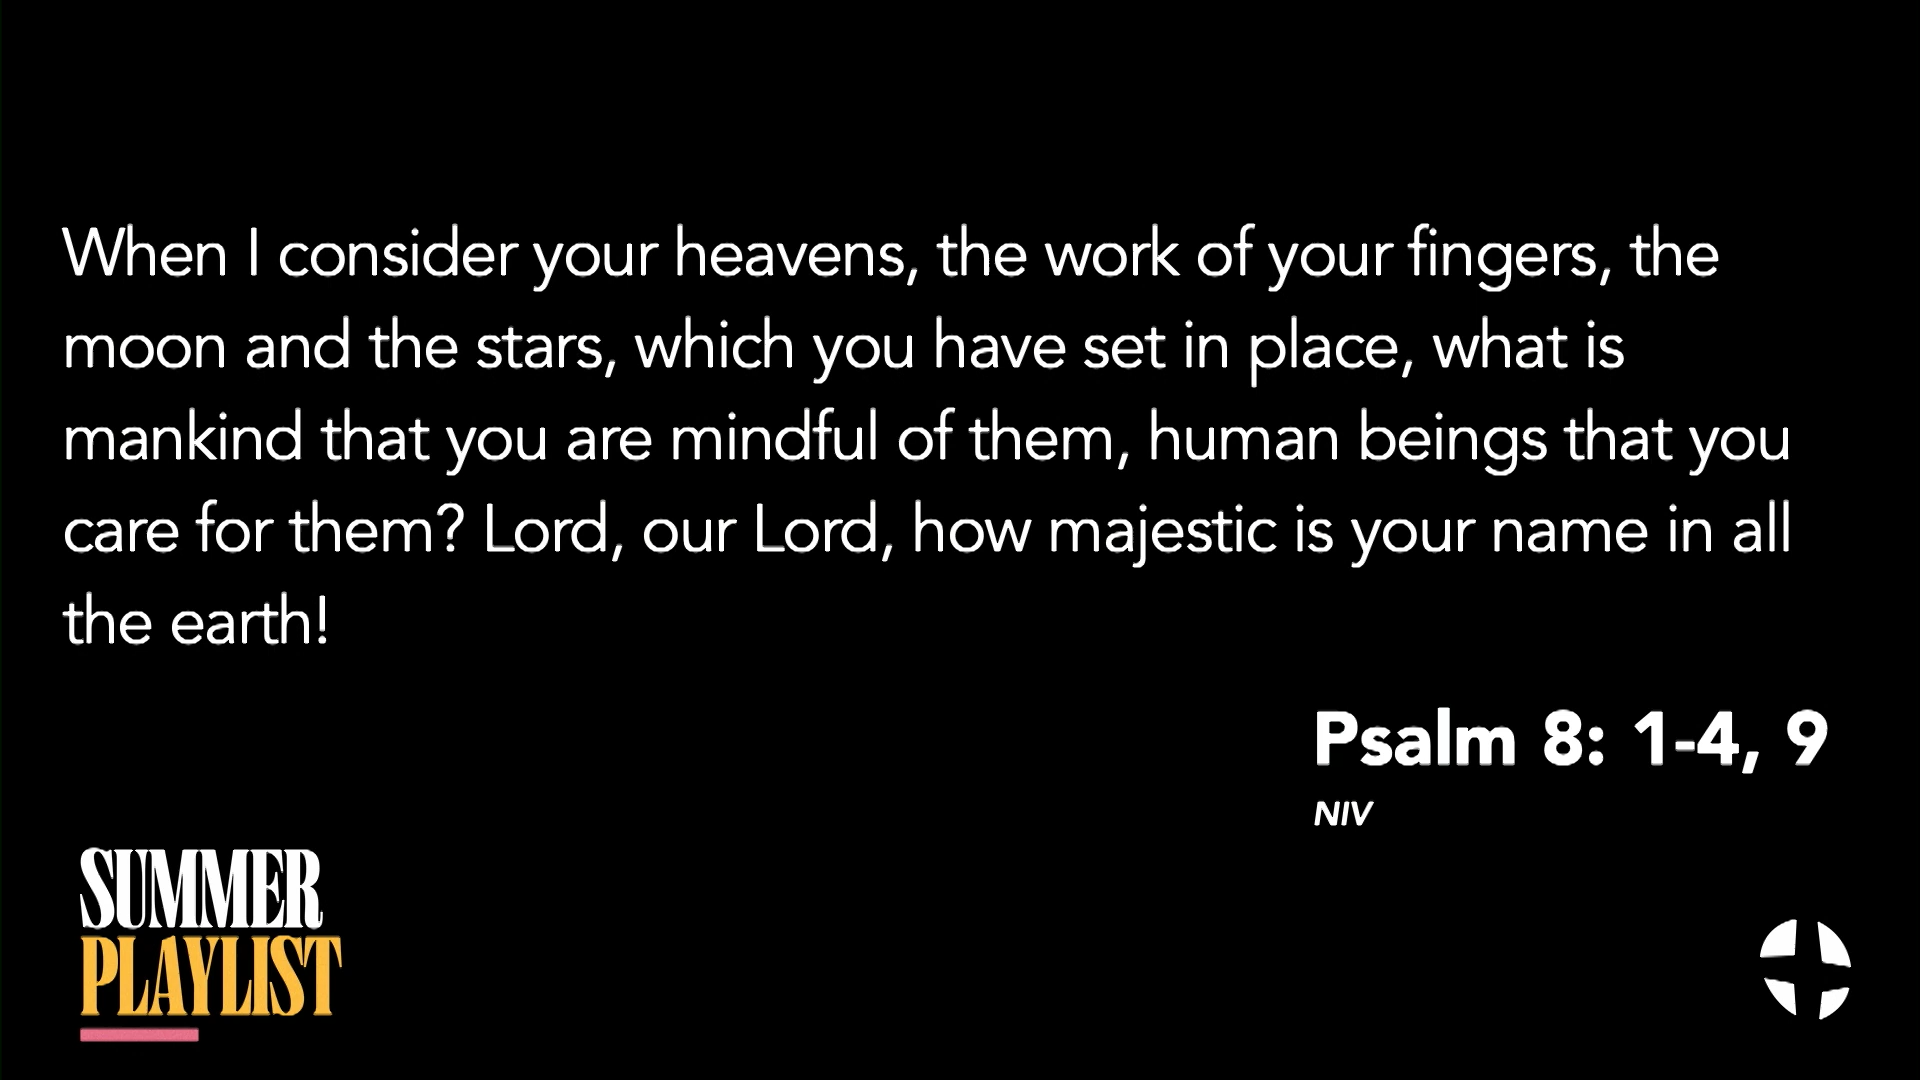 When I consider your heavens, the work of your fingers, the
moon and the stars, which you have set in place, what is
mankind that you are mindful of them, human beings that you
care for them? Lord, our Lord, how majestic is your name in all
the earth!
Psalm 8: 1-4, 9
NIV
SUMMER
PLAYLIST